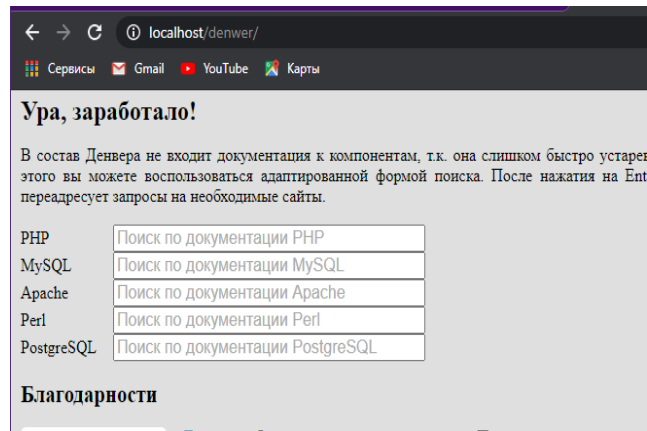 localhost/denwer/
Сервисы Gmail YouTube Карты
Ура, заработало!
В состав Денвера не входит документация к компонентам, т.к. она слишком быстро устарев
этого вы можете воспользоваться адаптированной формой поиска. После нажатия на Ent
переадресует запросы на необходимые сайты.
PHP Поиск по документации PHP
MySQL Поиск по документации MySQL
Apache Поиск по документации Apache
Perl Поиск по документации Perl
PostgreSQL Поиск по документации PostgreSQL
Благодарности